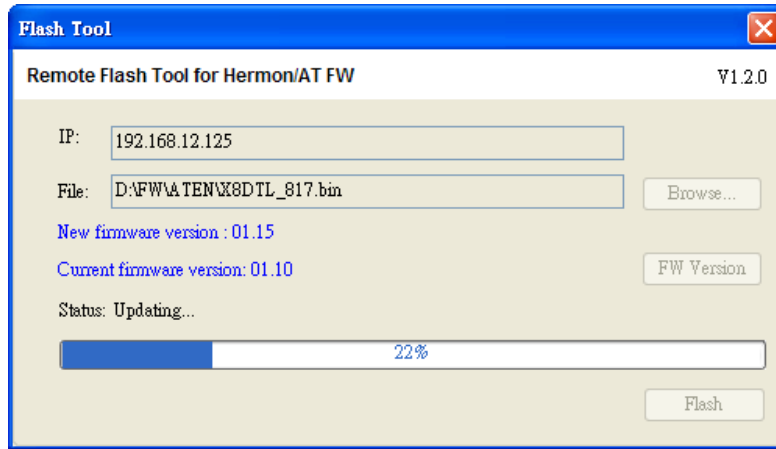 Flash Tool
Remote Flash Tool for Hermon/AT FW V1.2.0
IP: 192.168.12.125
File: D:\FW\ATEN\X8DTL_817.bin Browse...
New firmware version : 01.15
Current firmware version: 01.10 FW Version
Status: Updating...
22%
Flash